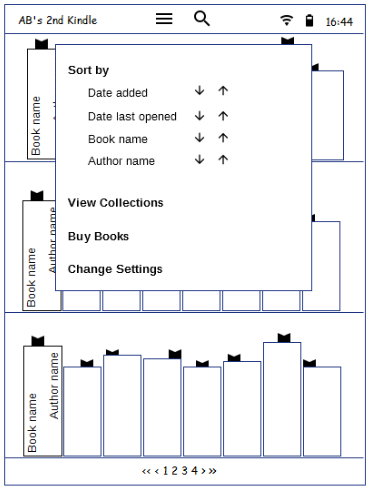 AB's 2nd Kindle
16:44
Book name
Sort by
Date added
Date last opened
Book name
Author name
View Collections
Buy Books
Change Settings
Book name
Author name
Book name
Author name
<< < 1 2 3 4 > >>